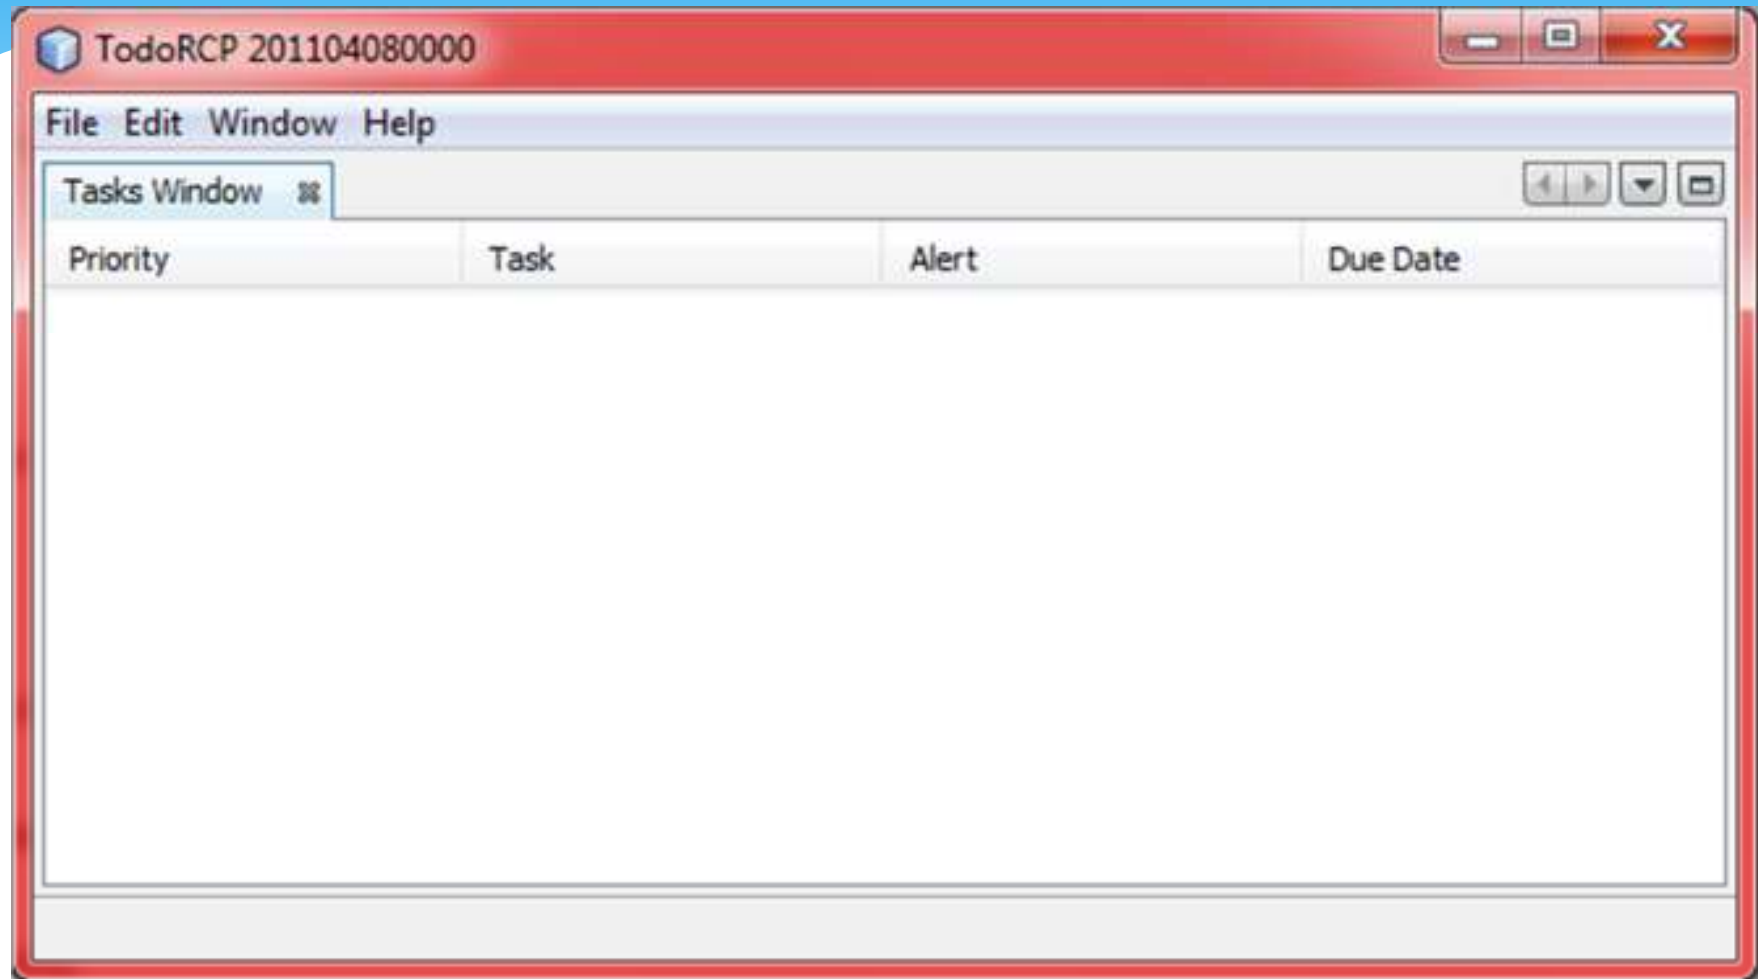 TodoRCP 201104080000
File Edit Window Help
Tasks Window
Priority Task Alert Due Date